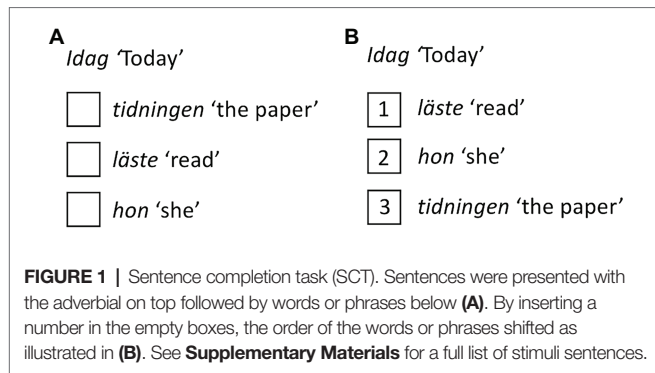 A
Idag ‘Today’
tidningen ‘the paper’
läste ‘read’
hon ‘she’
B
Idag ‘Today’
1 läste ‘read’
2 hon ‘she’
3 tidningen ‘the paper’
FIGURE 1 | Sentence completion task (SCT). Sentences were presented with
the adverbial on top followed by words or phrases below (A). By inserting a
number in the empty boxes, the order of the words or phrases shifted as
illustrated in (B). See Supplementary Materials for a full list of stimuli sentences.